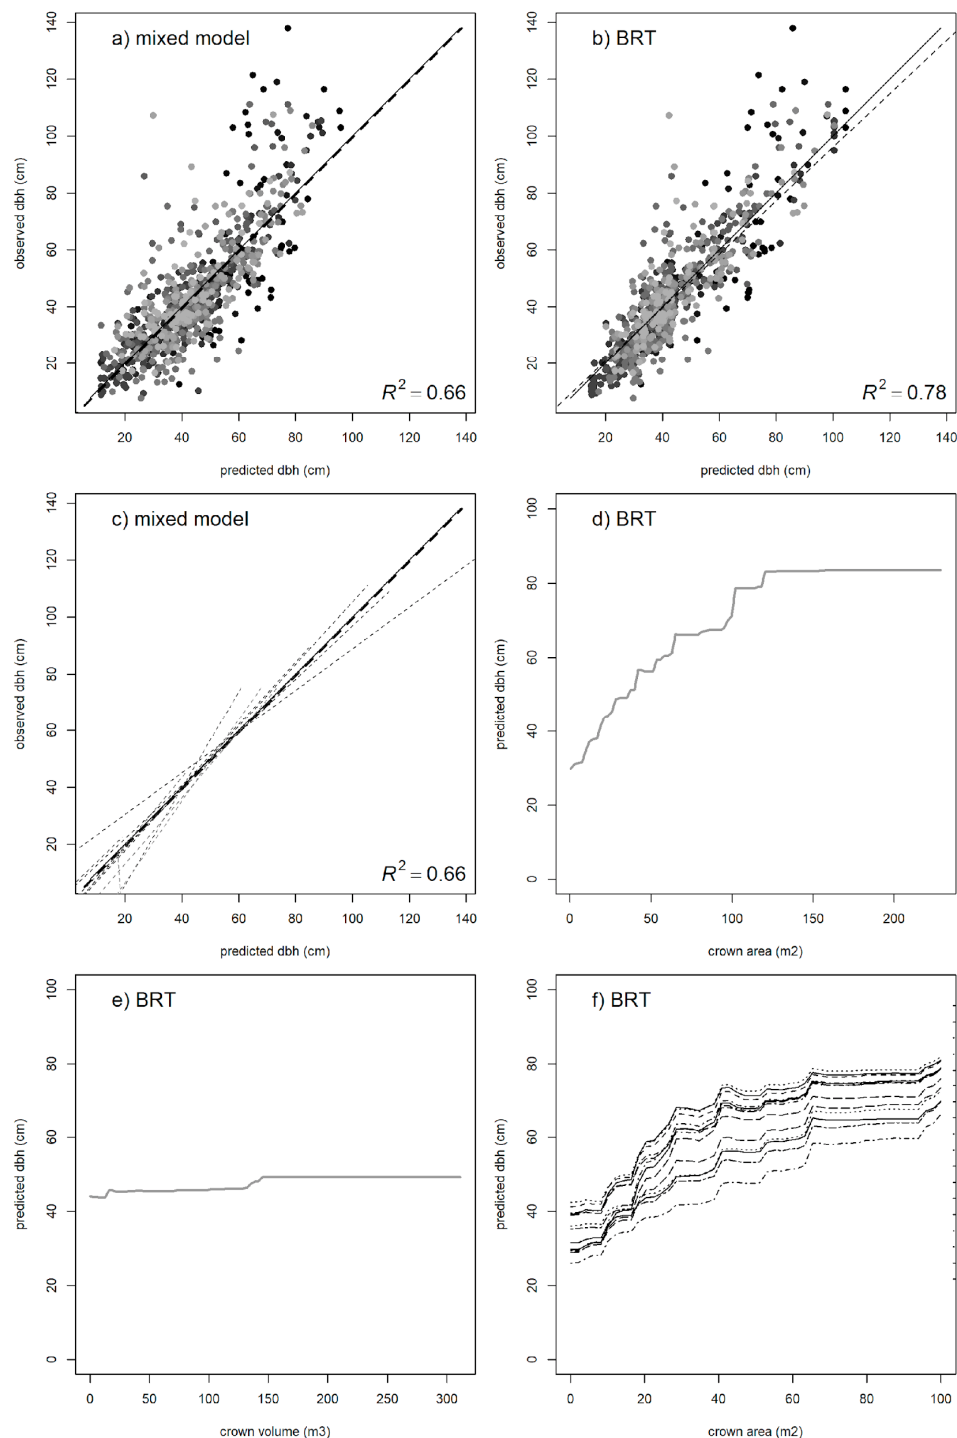 a) mixed model
observed dbh (cm)
20 40 60 80 100 120 140
R² = 0.66
20 40 60 80 100 120 140
predicted dbh (cm)
b) BRT
observed dbh (cm)
20 40 60 80 100 120 140
R² = 0.78
20 40 60 80 100 120 140
predicted dbh (cm)
c) mixed model
observed dbh (cm)
20 40 60 80 100 120 140
R² = 0.66
20 40 60 80 100 120 140
predicted dbh (cm)
d) BRT
predicted dbh (cm)
0 20 40 60 80 100
0 50 100 150 200
crown area (m2)
e) BRT
predicted dbh (cm)
0 20 40 60 80 100
0 50 100 150 200 250 300
crown volume (m3)
f) BRT
predicted dbh (cm)
0 20 40 60 80 100
0 20 40 60 80 100
crown area (m2)